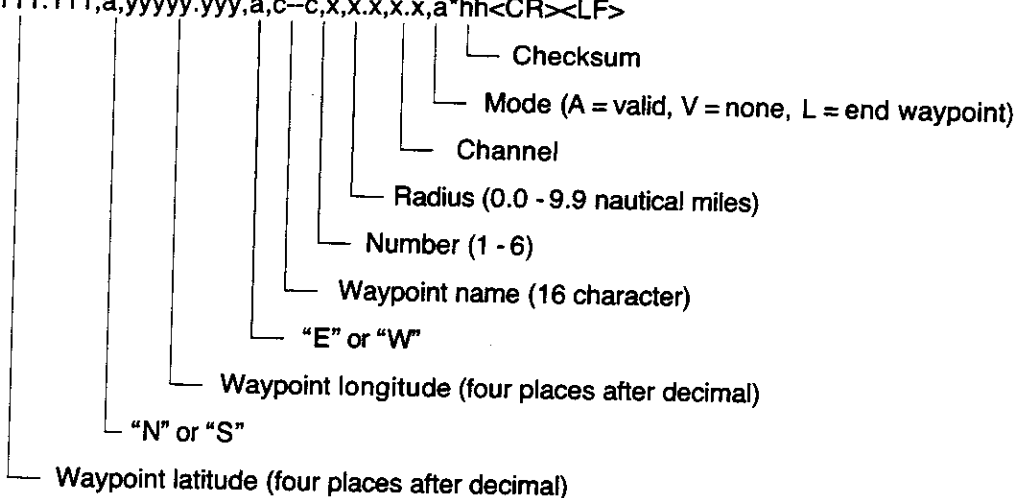 a,yyyyy.yyy,a,c--c,x,x.x,x.x,a*hh<CR><LF>
Checksum
Mode (A = valid, V = none, L = end waypoint)
Channel
Radius (0.0 - 9.9 nautical miles)
Number (1 - 6)
Waypoint name (16 character)
"E" or "W"
Waypoint longitude (four places after decimal)
"N" or "S"
Waypoint latitude (four places after decimal)